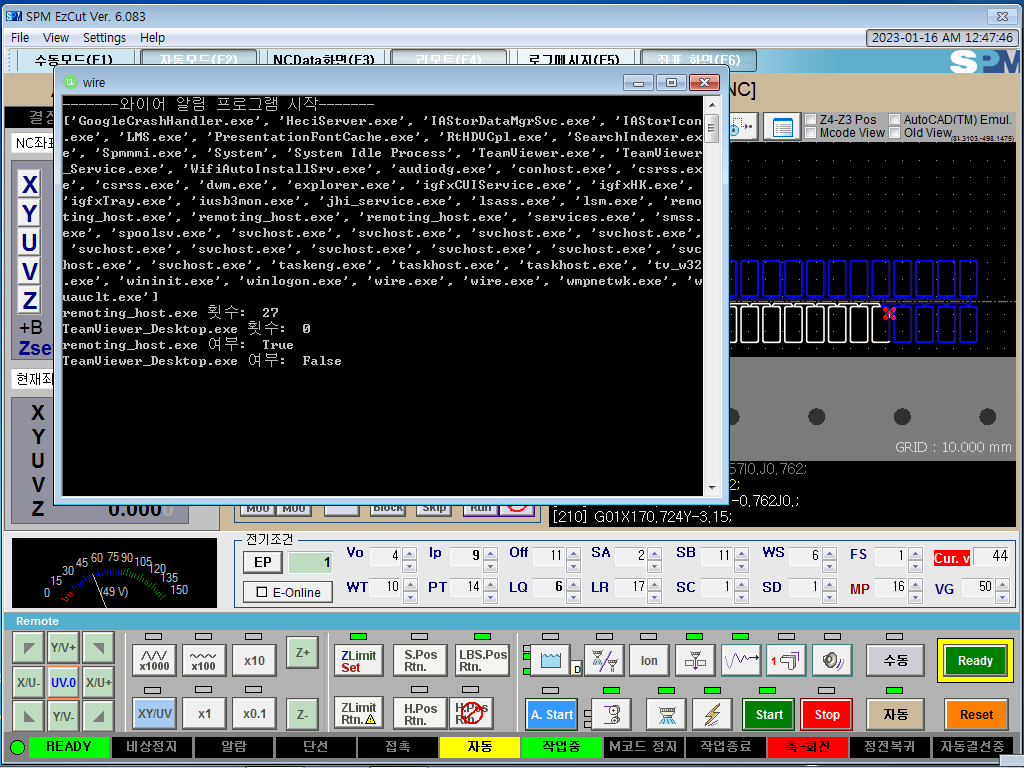 SPM EzCut Ver. 6.083
File View Settings Help
2023-01-16 AM 12:47:46
수동모드(F1) 자동모드(F2) NCData화면(F3) 리모트(F4) 로그메시지(F5) 좌표 화면(F6)
SPM
wire
-------와이어 알림 프로그램 시작-------
['GoogleCrashHandler.exe', 'HeciServer.exe', 'IAStorDataMgrSvc.exe', 'IAStorIcon
.exe', 'LMS.exe', 'PresentationFontCache.exe', 'RtHDVCpl.exe', 'SearchIndexer.ex
e', 'Spmnmi.exe', 'System', 'System Idle Process', 'TeamViewer.exe', 'TeamViewer
_Service.exe', 'WifiAutoInstallSrv.exe', 'audiodg.exe', 'conhost.exe', 'csrss.ex
e', 'csrss.exe', 'dwm.exe', 'explorer.exe', 'igfxCUIService.exe', 'igfxHK.exe',
'igfxTray.exe', 'iusb3mon.exe', 'jhi_service.exe', 'lsass.exe', 'lsm.exe', 'remo
ting_host.exe', 'remoting_host.exe', 'remoting_host.exe', 'services.exe', 'smss.
exe', 'spoolsv.exe', 'svchost.exe', 'svchost.exe', 'svchost.exe', 'svchost.exe',
'svchost.exe', 'svchost.exe', 'svchost.exe', 'svchost.exe', 'svchost.exe', 'svc
host.exe', 'svchost.exe', 'taskeng.exe', 'taskhost.exe', 'taskhost.exe', 'tv_w32
.exe', 'wininit.exe', 'winlogon.exe', 'wire.exe', 'wire.exe', 'wmpnetwk.exe', 'w
uauclt.exe']
remoting_host.exe 횟수: 27
TeamViewer_Desktop.exe 횟수: 0
remoting_host.exe 여부: True
TeamViewer_Desktop.exe 여부: False
NC]
Z4-Z3 Pos AutoCAD(TM) Emul.
Mcode View Old View
NC좌표
X
Y
U
V
Z
+B
Zse
X
Y
U
V
Z 0.000
GRID : 10.000 mm
-0.762J0.;
[210] G01X170.724Y-3.15;
M00 M00 Block Skip Run
0 15 30 45 60 75 90 105 120 135 150
(49 V)
전기조건
EP 1
E-Online
Vo 4 Ip 9 Off 11 SA 2 SB 11 WS 6 FS 1 Cur. v 44
WT 10 PT 14 LQ 6 LR 17 SC 1 SD 1 MP 16 VG 50
Remote
Y/V+
X/U- UV.0 X/U+
Y/V-
x1000 x100 x10 Z+
XY/UV x1 x0.1 Z-
ZLimit Set S.Pos Rtn. LBS.Pos Rtn.
ZLimit Rtn. H.Pos Rtn.
D Ion 1 수동 Ready
A. Start Start Stop 자동 Reset
READY 비상정지 알람 단선 접촉 자동 작업중 M코드 정지 작업종료 축-회전 정전복귀 자동결선중